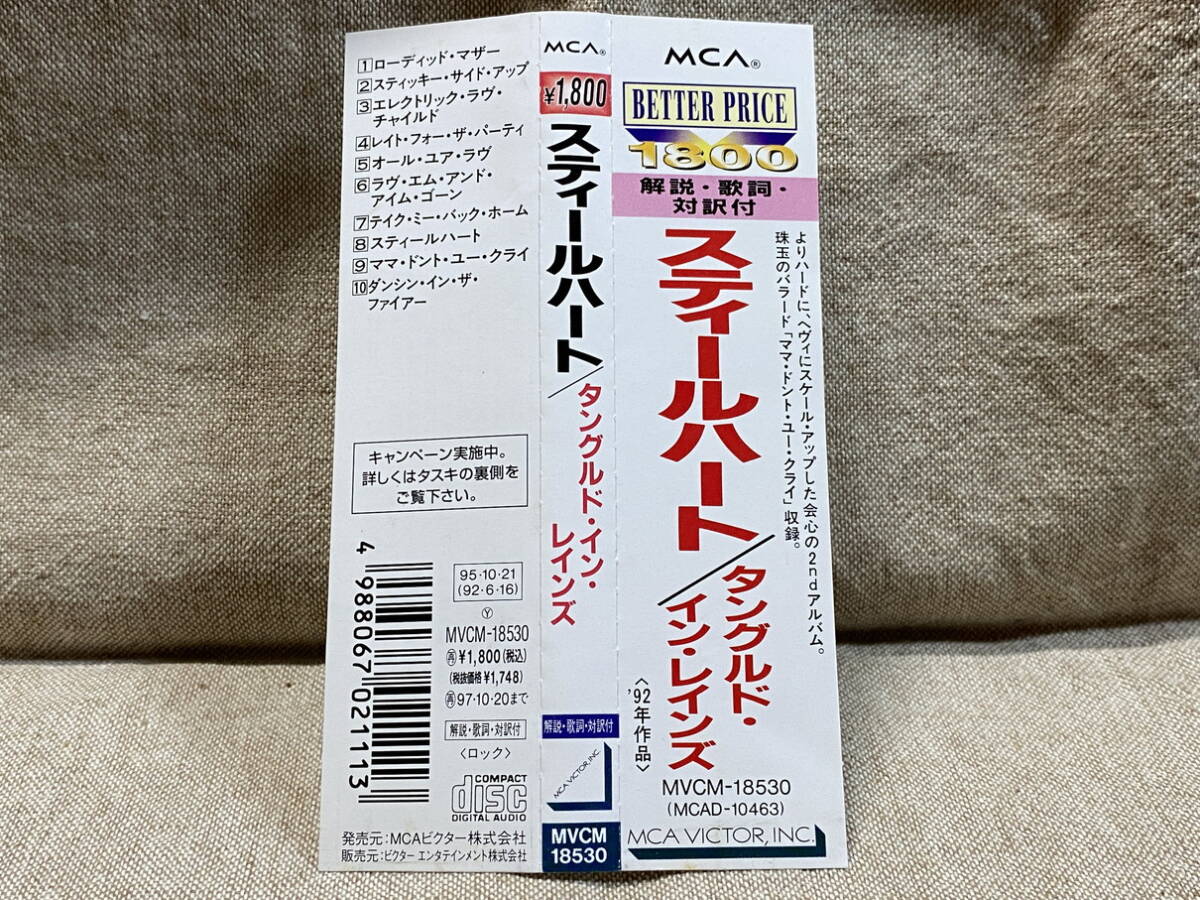 1 ローディッド・マザー
2 スティッキー・サイド・アップ
3 エレクトリック・ラヴ・
チャイルド
4 レイト・フォー・ザ・パーティ
5 オール・ユア・ラヴ
6 ラヴ・エム・アンド・
アイム・ゴーン
7 テイク・ミー・バック・ホーム
8 スティールハート
9 ママ・ドント・ユー・クライ
10 ダンシン・イン・ザ・
ファイアー
キャンペーン実施中。
詳しくはタスキの裏側を
ご覧下さい。
4 988067 021113
95・10・21
(92・6・16)
Ⓨ
MVCM-18530
再¥1,800(税込)
(税抜価格¥1,748)
再97・10・20まで
解説・歌詞・対訳付
〈ロック〉
COMPACT
disc
DIGITAL AUDIO
発売元:MCAビクター株式会社
販売元:ビクター エンタテインメント株式会社
MCA®
¥1,800
スティールハート/
タングルド・イン・
レインズ
解説・歌詞・対訳付
MCA VICTOR, INC.
MVCM
18530
MCA®
BETTER PRICE
1800
解説・歌詞・
対訳付
よりハードに、ヘヴィにスケール・アップした会心の2ndアルバム。
珠玉のバラード「ママ・ドント・ユー・クライ」収録。
スティールハート/
タングルド・
イン・レインズ
〈'92年作品〉
MVCM-18530
(MCAD-10463)
MCA VICTOR, INC.